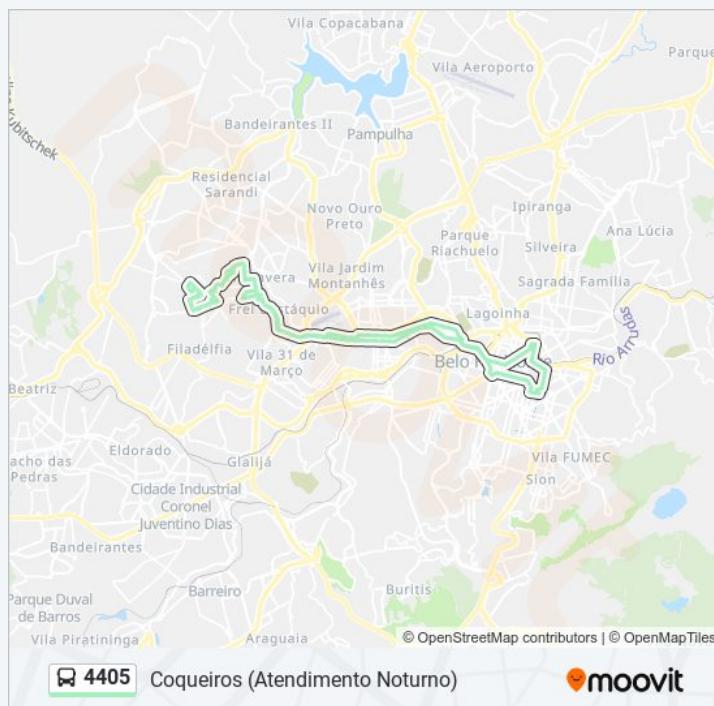 Vila Copacabana
Parque
Vila Aeroporto
Kubitschek
Bandeirantes II
Pampulha
Residencial
Sarandi
Novo Ouro
Preto
Ipiranga
Ana Lúcia
Parque
Riachuelo
Silveira
Vila Jardim
Montanhês
Sagrada Família
Lagoinha
Frei Eustáquio
Rio Arrudas
Filadélfia
Vila 31 de
Março
Belo
Beatriz
Eldorado
Vila FUMEC
Sion
Glalijá
acho das
Pedras
Cidade Industrial
Coronel
Juventino Dias
Bandeirantes
Barreiro
Buritis
Parque Duval
de Barros
Vila Piratininga
Araguaia
© OpenStreetMap contributors | © OpenMapTiles
4405 Coqueiros (Atendimento Noturno) moovit